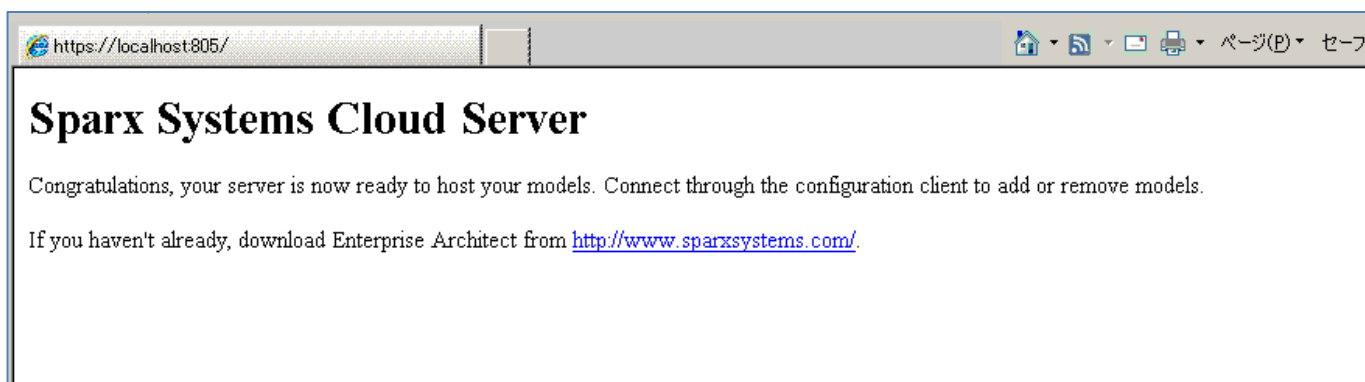 https://localhost:805/
ページ(P)▼ セーフ
Sparx Systems Cloud Server
Congratulations, your server is now ready to host your models. Connect through the configuration client to add or remove models.
If you haven't already, download Enterprise Architect from http://www.sparxsystems.com/.